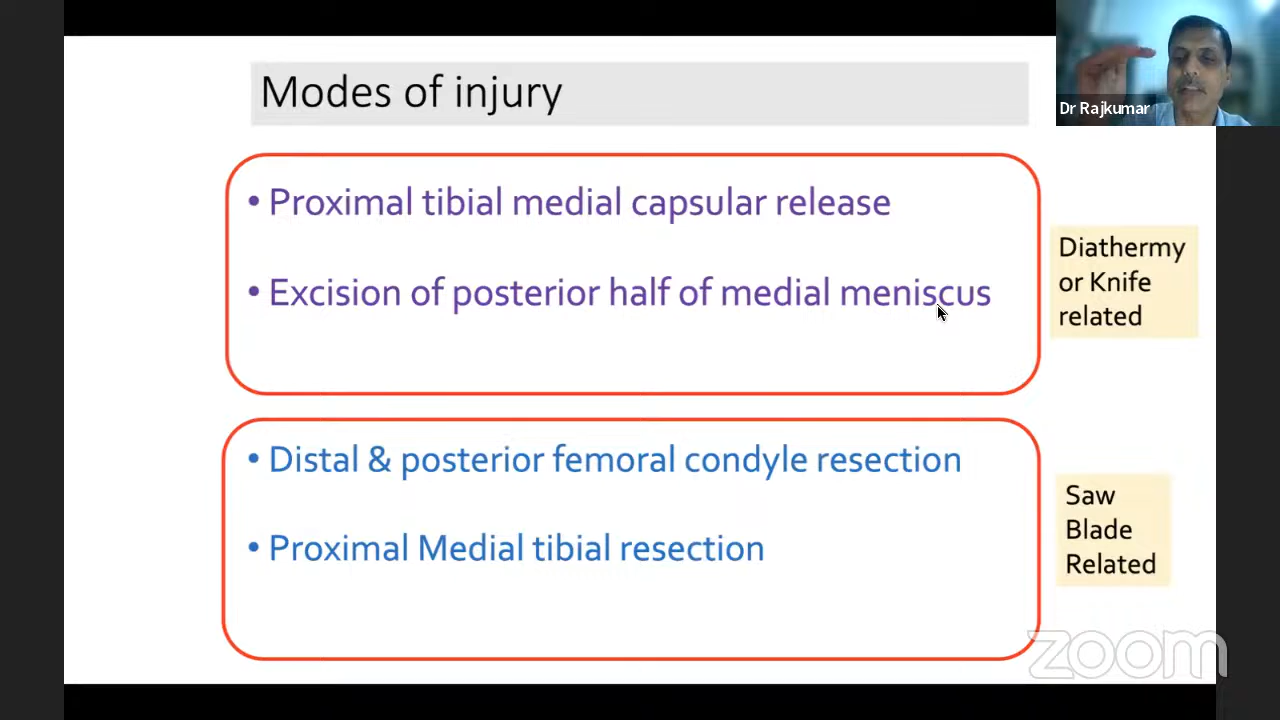 Modes of injury
Dr Rajkumar
• Proximal tibial medial capsular release
• Excision of posterior half of medial meniscus
Diathermy
or Knife
related
• Distal & posterior femoral condyle resection
• Proximal Medial tibial resection
Saw
Blade
Related
zoom